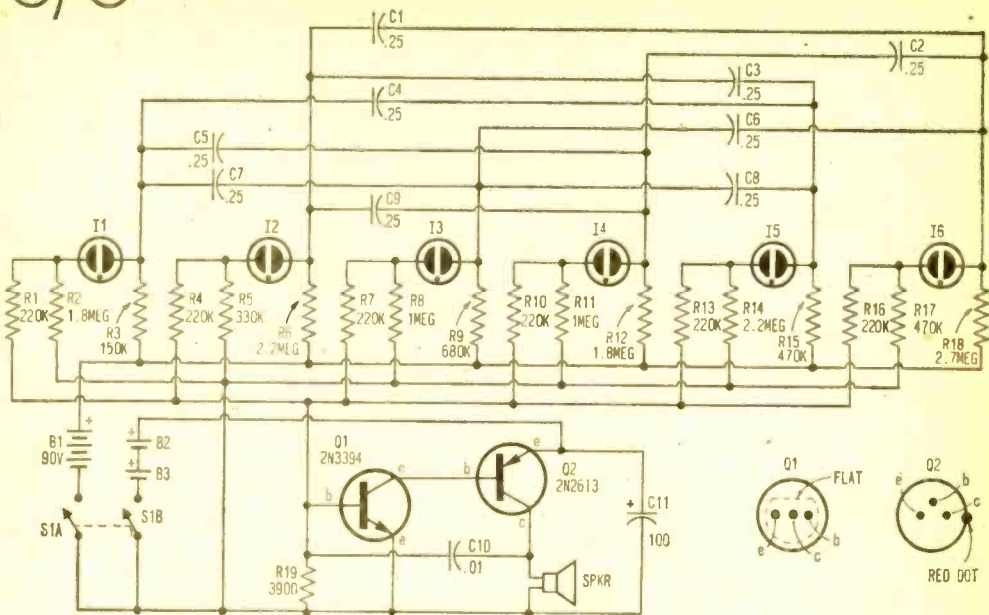 C1
.25
C2
.25
C3
.25
C4
.25
C6
.25
C5
.25
C7
.25
C8
.25
C9
.25
I1
I2
I3
I4
I5
I6
R1
220K
R2
1.8MEG
R3
150K
R4
220K
R5
330K
R6
2.2MEG
R7
220K
R8
1MEG
R9
680K
R10
220K
R11
1MEG
R12
1.8MEG
R13
220K
R14
2.2MEG
R15
470K
R16
220K
R17
470K
R18
2.7MEG
+
B1
90V
+
B2
+
B3
S1A
S1B
Q1
2N3394
b
c
e
b
e
c
Q2
2N2613
+
C11
100
R19
3900
C10
.01
SPKR
Q1
FLAT
e
c
b
Q2
e
b
c
RED DOT